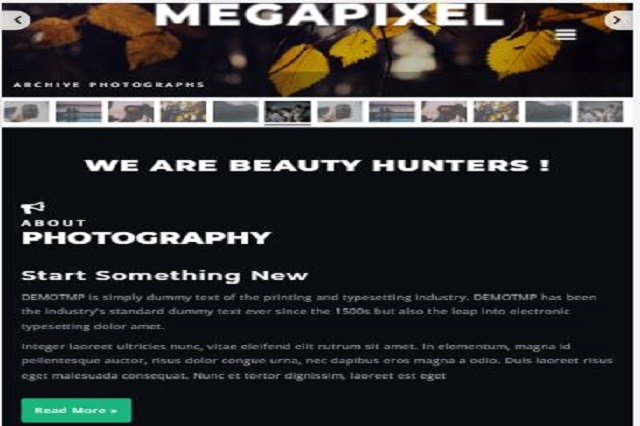 MEGAPIXEL
ARCHIVE PHOTOGRAPHS
WE ARE BEAUTY HUNTERS !
ABOUT
PHOTOGRAPHY
Start Something New
DEMOTMP is simply dummy text of the printing and typesetting industry. DEMOTMP has been
the industry's standard dummy text ever since the 1500s but also the leap into electronic
typesetting dolor amet.
Integer laoreet ultricies nunc, vitae eleifend elit rutrum sit amet. In elementum, magna id
pellentesque auctor, risus dolor congue urna, nec dapibus eros magna a odio. Duis laoreet risus
eget malesuada consequat. Nunc et tortor dignissim, laoreet est eget
Read More »